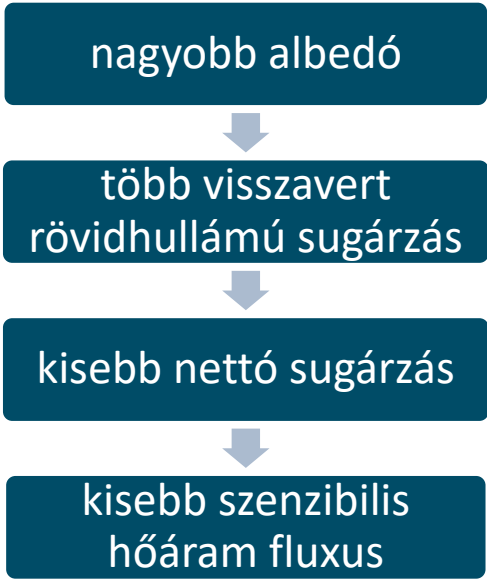 nagyobb albedó
több visszavert
rövidhullámú sugárzás
kisebb nettó sugárzás
kisebb szenzibilis
hőáram fluxus